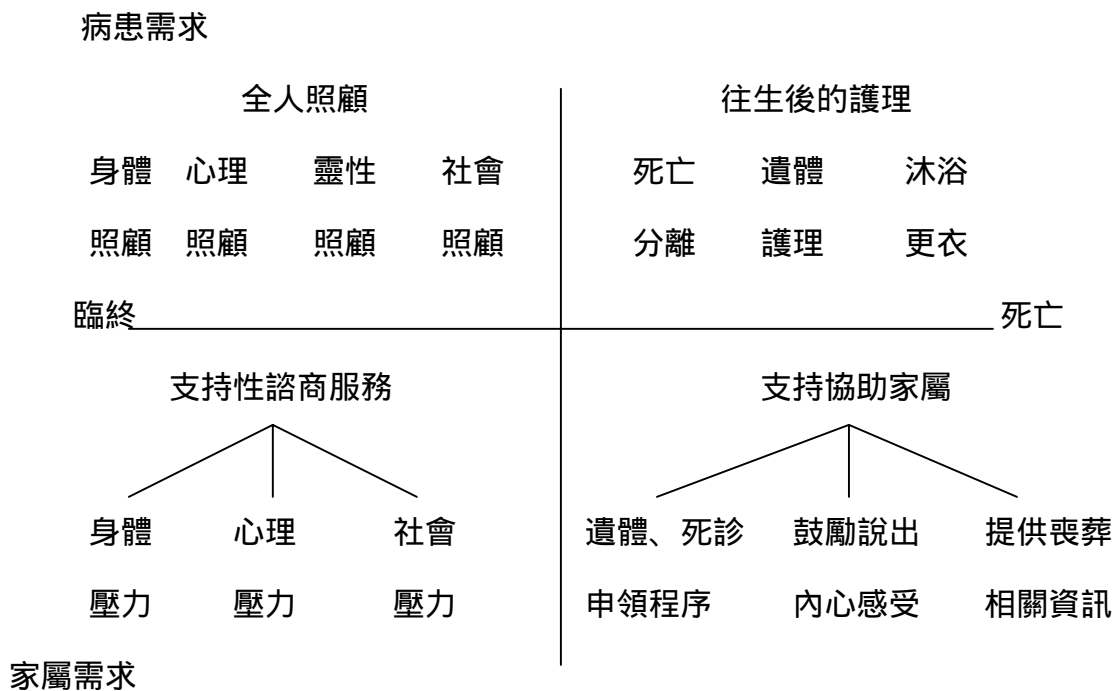 病患需求
全人照顧 往生後的護理
身體 心理 靈性 社會 死亡 遺體 沐浴
照顧 照顧 照顧 照顧 分離 護理 更衣
臨終 死亡
支持性諮商服務 支持協助家屬
身體 心理 社會 遺體、死診 鼓勵說出 提供喪葬
壓力 壓力 壓力 申領程序 內心感受 相關資訊
家屬需求